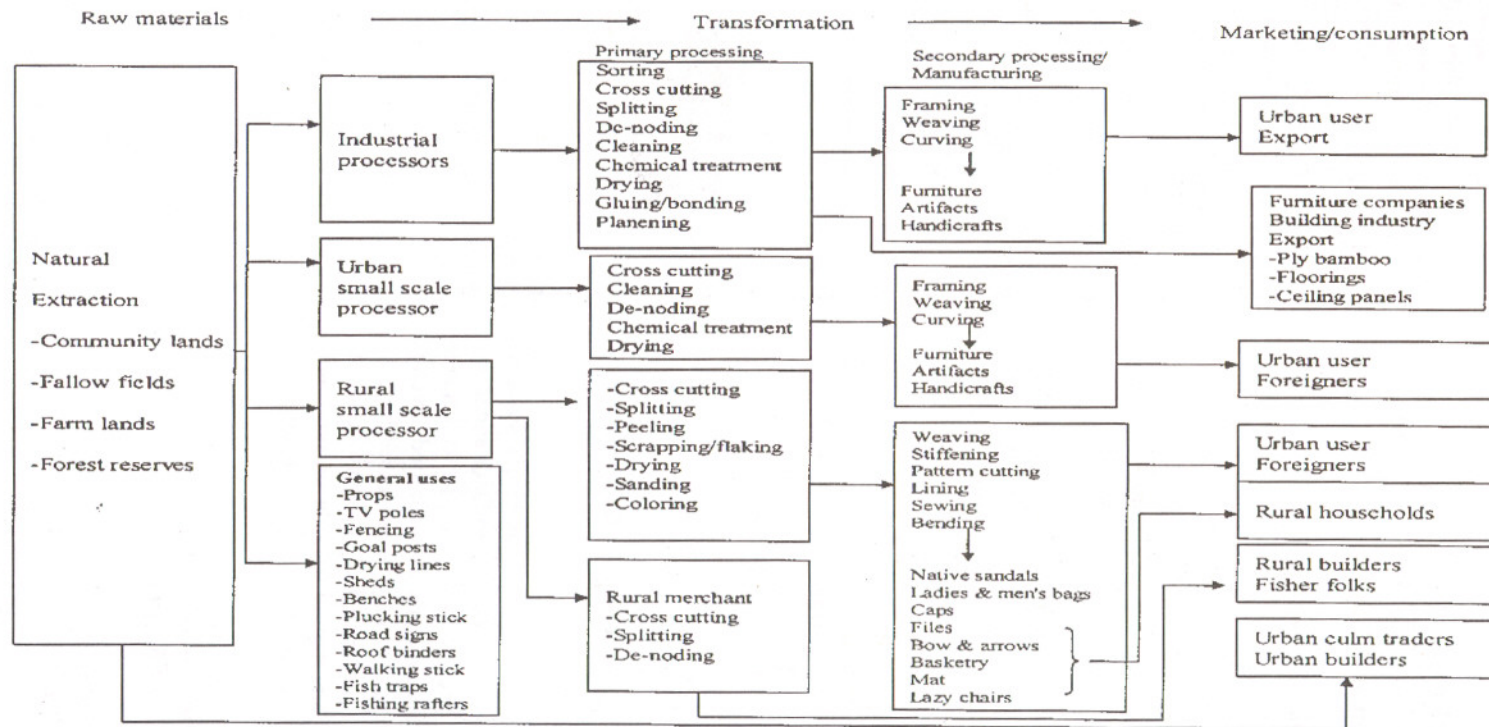 Raw materials
Transformation
Marketing/consumption
Natural
Extraction
-Community lands
-Fallow fields
-Farm lands
-Forest reserves
Industrial
processors
Urban
small scale
processor
Rural
small scale
processor
General uses
-Props
-TV poles
-Fencing
-Goal posts
-Drying lines
-Sheds
-Benches
-Plucking stick
-Road signs
-Roof binders
-Walking stick
-Fish traps
-Fishing rafters
Primary processing
Sorting
Cross cutting
Splitting
De-noding
Cleaning
Chemical treatment
Drying
Gluing/bonding
Planening
Cross cutting
Cleaning
De-noding
Chemical treatment
Drying
-Cross cutting
-Splitting
-Peeling
-Scrapping/flaking
-Drying
-Sanding
-Coloring
Rural merchant
-Cross cutting
-Splitting
-De-noding
Secondary processing/
Manufacturing
Framing
Weaving
Curving
Furniture
Artifacts
Handicrafts
Framing
Weaving
Curving
Furniture
Artifacts
Handicrafts
Weaving
Stiffening
Pattern cutting
Lining
Sewing
Bending
Native sandals
Ladies & men's bags
Caps
Files
Bow & arrows
Basketry
Mat
Lazy chairs
Urban user
Export
Furniture companies
Building industry
Export
-Ply bamboo
-Floorings
-Ceiling panels
Urban user
Foreigners
Urban user
Foreigners
Rural households
Rural builders
Fisher folks
Urban culm traders
Urban builders